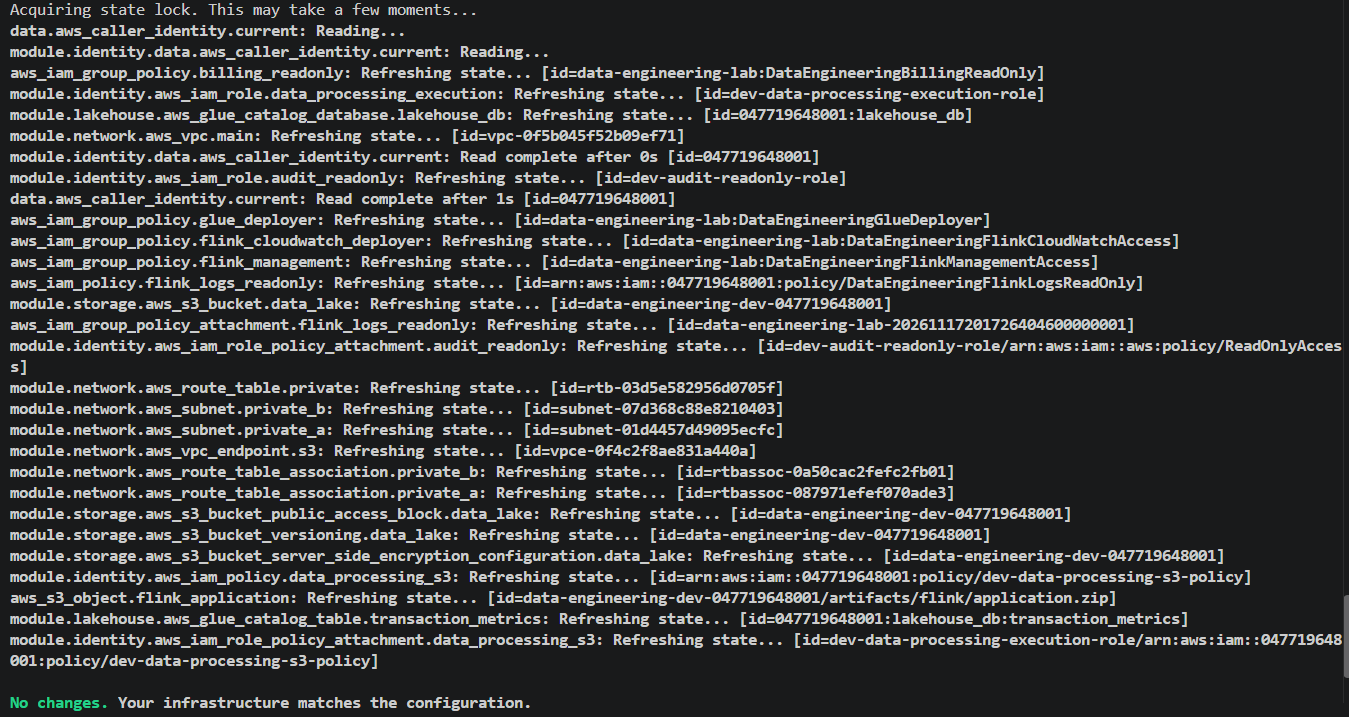 Acquiring state lock. This may take a few moments...
data.aws_caller_identity.current: Reading...
module.identity.data.aws_caller_identity.current: Reading...
aws_iam_group_policy.billing_readonly: Refreshing state... [id=data-engineering-lab:DataEngineeringBillingReadOnly]
module.identity.aws_iam_role.data_processing_execution: Refreshing state... [id=dev-data-processing-execution-role]
module.lakehouse.aws_glue_catalog_database.lakehouse_db: Refreshing state... [id=047719648001:lakehouse_db]
module.network.aws_vpc.main: Refreshing state... [id=vpc-0f5b045f52b09ef71]
module.identity.data.aws_caller_identity.current: Read complete after 0s [id=047719648001]
module.identity.aws_iam_role.audit_readonly: Refreshing state... [id=dev-audit-readonly-role]
data.aws_caller_identity.current: Read complete after 1s [id=047719648001]
aws_iam_group_policy.glue_deployer: Refreshing state... [id=data-engineering-lab:DataEngineeringGlueDeployer]
aws_iam_group_policy.flink_cloudwatch_deployer: Refreshing state... [id=data-engineering-lab:DataEngineeringFlinkCloudWatchAccess]
aws_iam_group_policy.flink_management: Refreshing state... [id=data-engineering-lab:DataEngineeringFlinkManagementAccess]
aws_iam_policy.flink_logs_readonly: Refreshing state... [id=arn:aws:iam::047719648001:policy/DataEngineeringFlinkLogsReadOnly]
module.storage.aws_s3_bucket.data_lake: Refreshing state... [id=data-engineering-dev-047719648001]
aws_iam_group_policy_attachment.flink_logs_readonly: Refreshing state... [id=data-engineering-lab-20261117201726404600000001]
module.identity.aws_iam_role_policy_attachment.audit_readonly: Refreshing state... [id=dev-audit-readonly-role/arn:aws:iam::aws:policy/ReadOnlyAcces
s]
module.network.aws_route_table.private: Refreshing state... [id=rtb-03d5e582956d0705f]
module.network.aws_subnet.private_b: Refreshing state... [id=subnet-07d368c88e8210403]
module.network.aws_subnet.private_a: Refreshing state... [id=subnet-01d4457d49095ecfc]
module.network.aws_vpc_endpoint.s3: Refreshing state... [id=vpce-0f4c2f8ae831a440a]
module.network.aws_route_table_association.private_b: Refreshing state... [id=rtbassoc-0a50cac2fefc2fb01]
module.network.aws_route_table_association.private_a: Refreshing state... [id=rtbassoc-087971efef070ade3]
module.storage.aws_s3_bucket_public_access_block.data_lake: Refreshing state... [id=data-engineering-dev-047719648001]
module.storage.aws_s3_bucket_versioning.data_lake: Refreshing state... [id=data-engineering-dev-047719648001]
module.storage.aws_s3_bucket_server_side_encryption_configuration.data_lake: Refreshing state... [id=data-engineering-dev-047719648001]
module.identity.aws_iam_policy.data_processing_s3: Refreshing state... [id=arn:aws:iam::047719648001:policy/dev-data-processing-s3-policy]
aws_s3_object.flink_application: Refreshing state... [id=data-engineering-dev-047719648001/artifacts/flink/application.zip]
module.lakehouse.aws_glue_catalog_table.transaction_metrics: Refreshing state... [id=047719648001:lakehouse_db:transaction_metrics]
module.identity.aws_iam_role_policy_attachment.data_processing_s3: Refreshing state... [id=dev-data-processing-execution-role/arn:aws:iam::047719648
001:policy/dev-data-processing-s3-policy]
No changes. Your infrastructure matches the configuration.